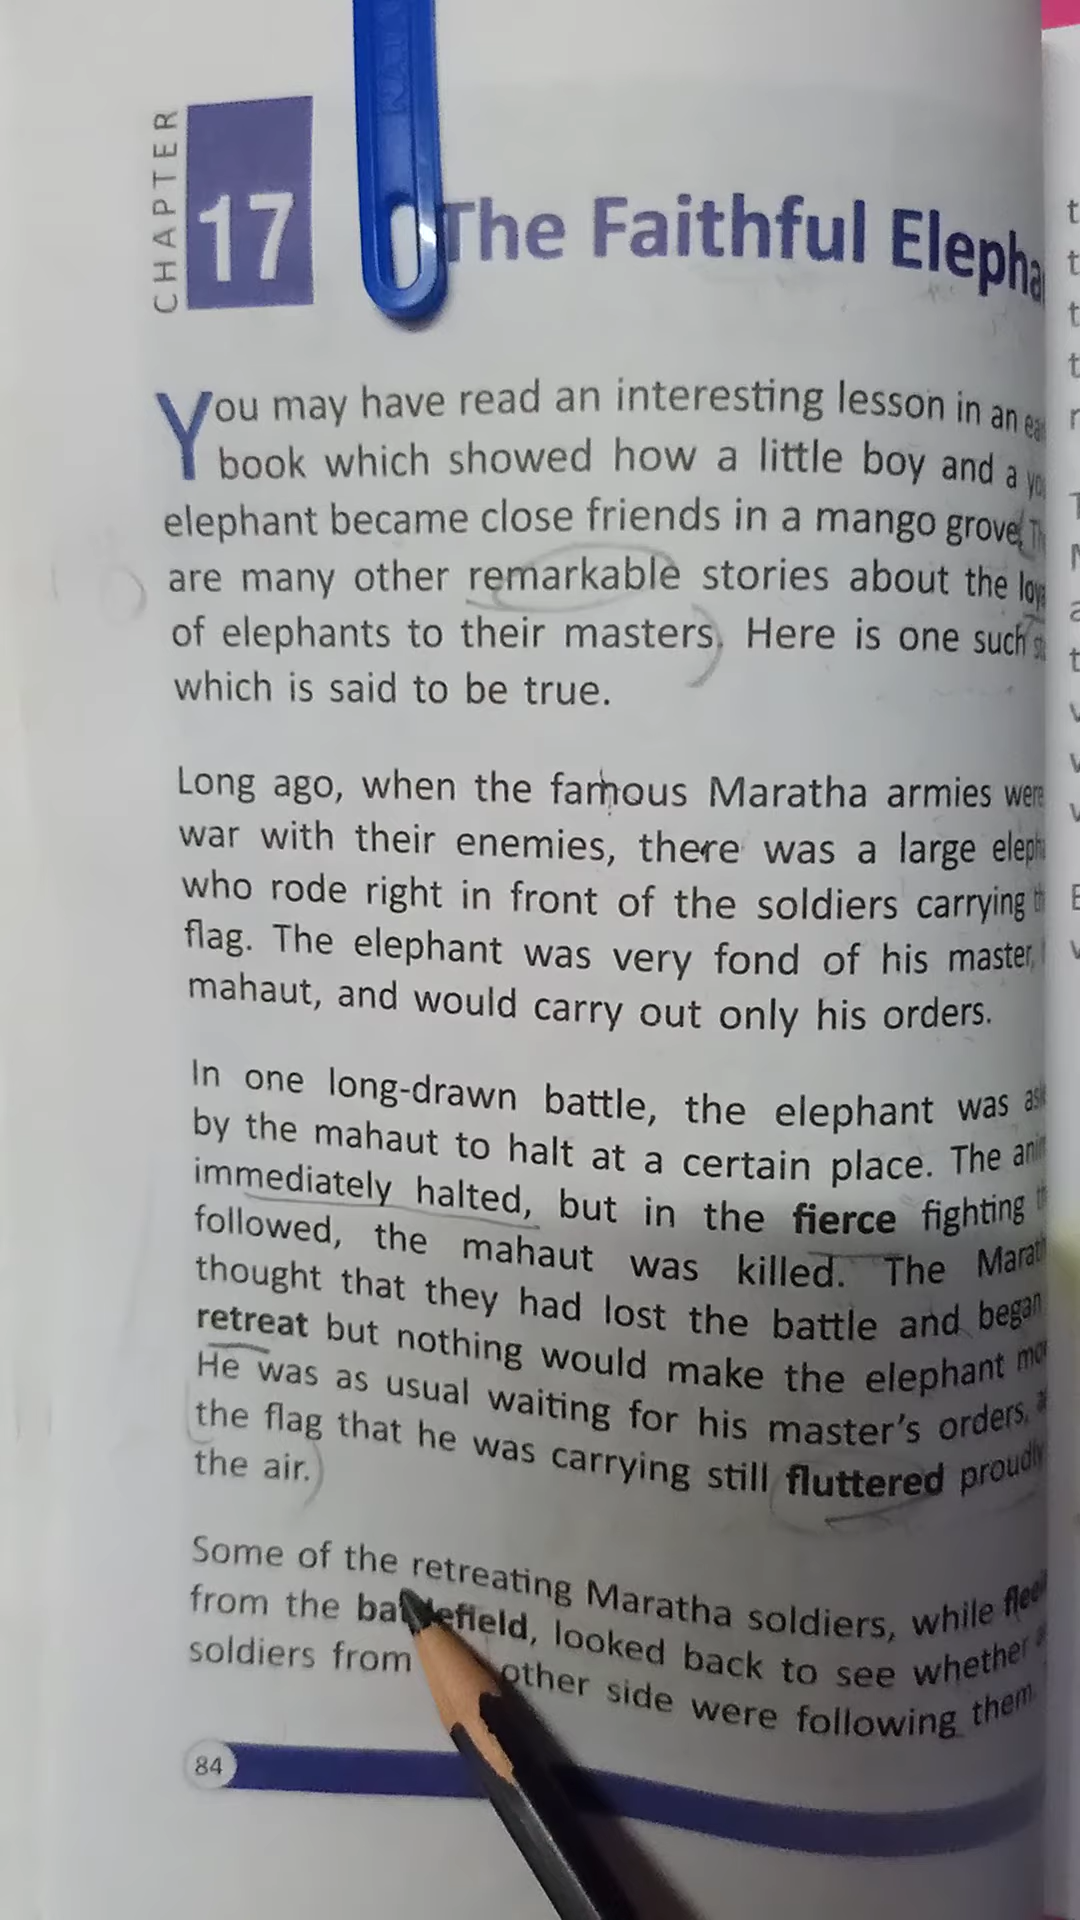 CHAPTER
17
The Faithful
You may have read an interesting lesson in an
book which showed how a little boy and a
elephant became close friends in a mango grove.
are many other remarkable stories about the
of elephants to their masters. Here is one such
which is said to be true.
Long ago, when the famous Maratha armies were
war with their enemies, there was a large
who rode right in front of the soldiers carrying
flag. The elephant was very fond of his master,
mahaut, and would carry out only his orders.
In one long-drawn battle, the elephant was
by the mahaut to halt at a certain place. The
immediately halted, but in the fierce fighting
followed, the mahaut was killed. The
thought that they had lost the battle and began
retreat but nothing would make the elephant
He was as usual waiting for his master's orders,
the flag that he was carrying still fluttered proudly
the air.
Some of the retreating Maratha soldiers, while
from the battlefield, looked back to see whether
soldiers from other side were following them.
84